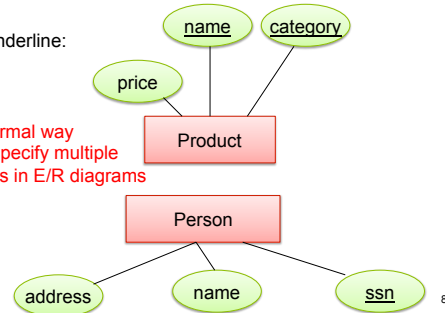 nderline:
name
category
price
rmal way
pecify multiple
s in E/R diagrams
Product
Person
address
name
ssn